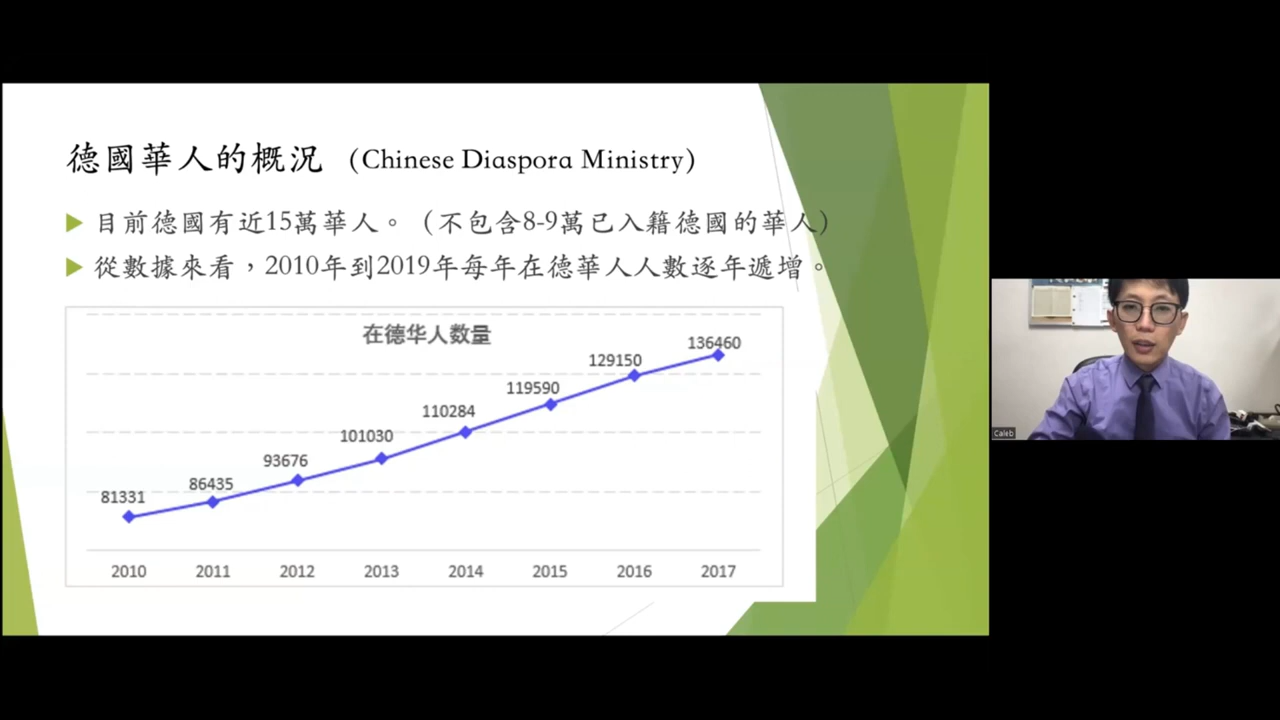 德國華人的概況 (Chinese Diaspora Ministry)
目前德國有近15萬華人。(不包含8-9萬已入籍德國的華人)
從數據來看，2010年到2019年每年在德華人人數逐年遞增。
在德华人数量
81331
86435
93676
101030
110284
119590
129150
136460
2010 2011 2012 2013 2014 2015 2016 2017
Caleb